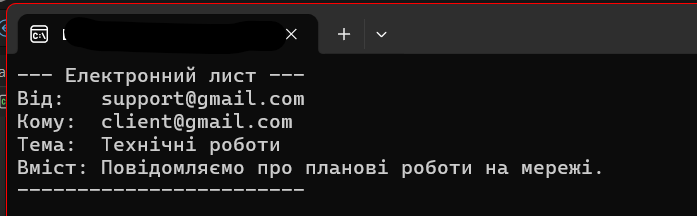 --- Електронний лист ---
Від:   support@gmail.com
Кому:  client@gmail.com
Тема:  Технічні роботи
Вміст: Повідомляємо про планові роботи на мережі.
------------------------